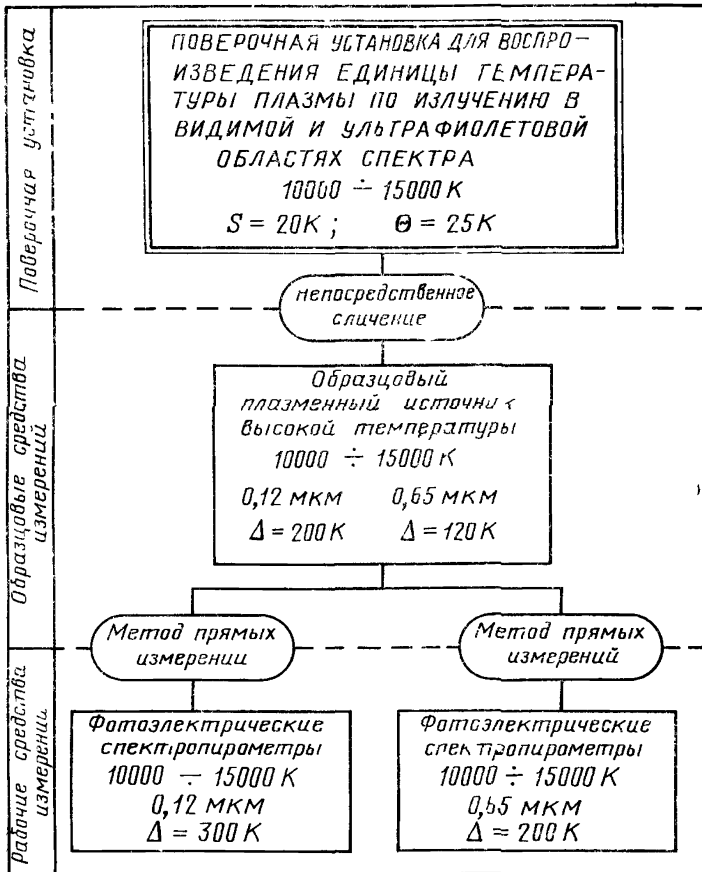 Поверочная установка
ПОВЕРОЧНАЯ УСТАНОВКА ДЛЯ ВОСПРО-
ИЗВЕДЕНИЯ ЕДИНИЦЫ ТЕМПЕРА-
ТУРЫ ПЛАЗМЫ ПО ИЗЛУЧЕНИЮ В
ВИДИМОЙ И УЛЬТРАФИОЛЕТОВОЙ
ОБЛАСТЯХ СПЕКТРА
10000 ÷ 15000 К
S = 20К ; Θ = 25К
непосредственное
сличение
Образцовые средства
измерений
Образцовый
плазменный источник
высокой температуры
10000 ÷ 15000 К
0,12 мкм 0,65 мкм
Δ = 200 К Δ = 120 К
Метод прямых
измерении
Метод прямых
измерений
Рабочие средства
измерений
Фотоэлектрические
спектропирометры
10000 ÷ 15000 К
0,12 мкм
Δ = 300 К
Фотоэлектрические
спектропирометры
10000 ÷ 15000 К
0,65 мкм
Δ = 200 К